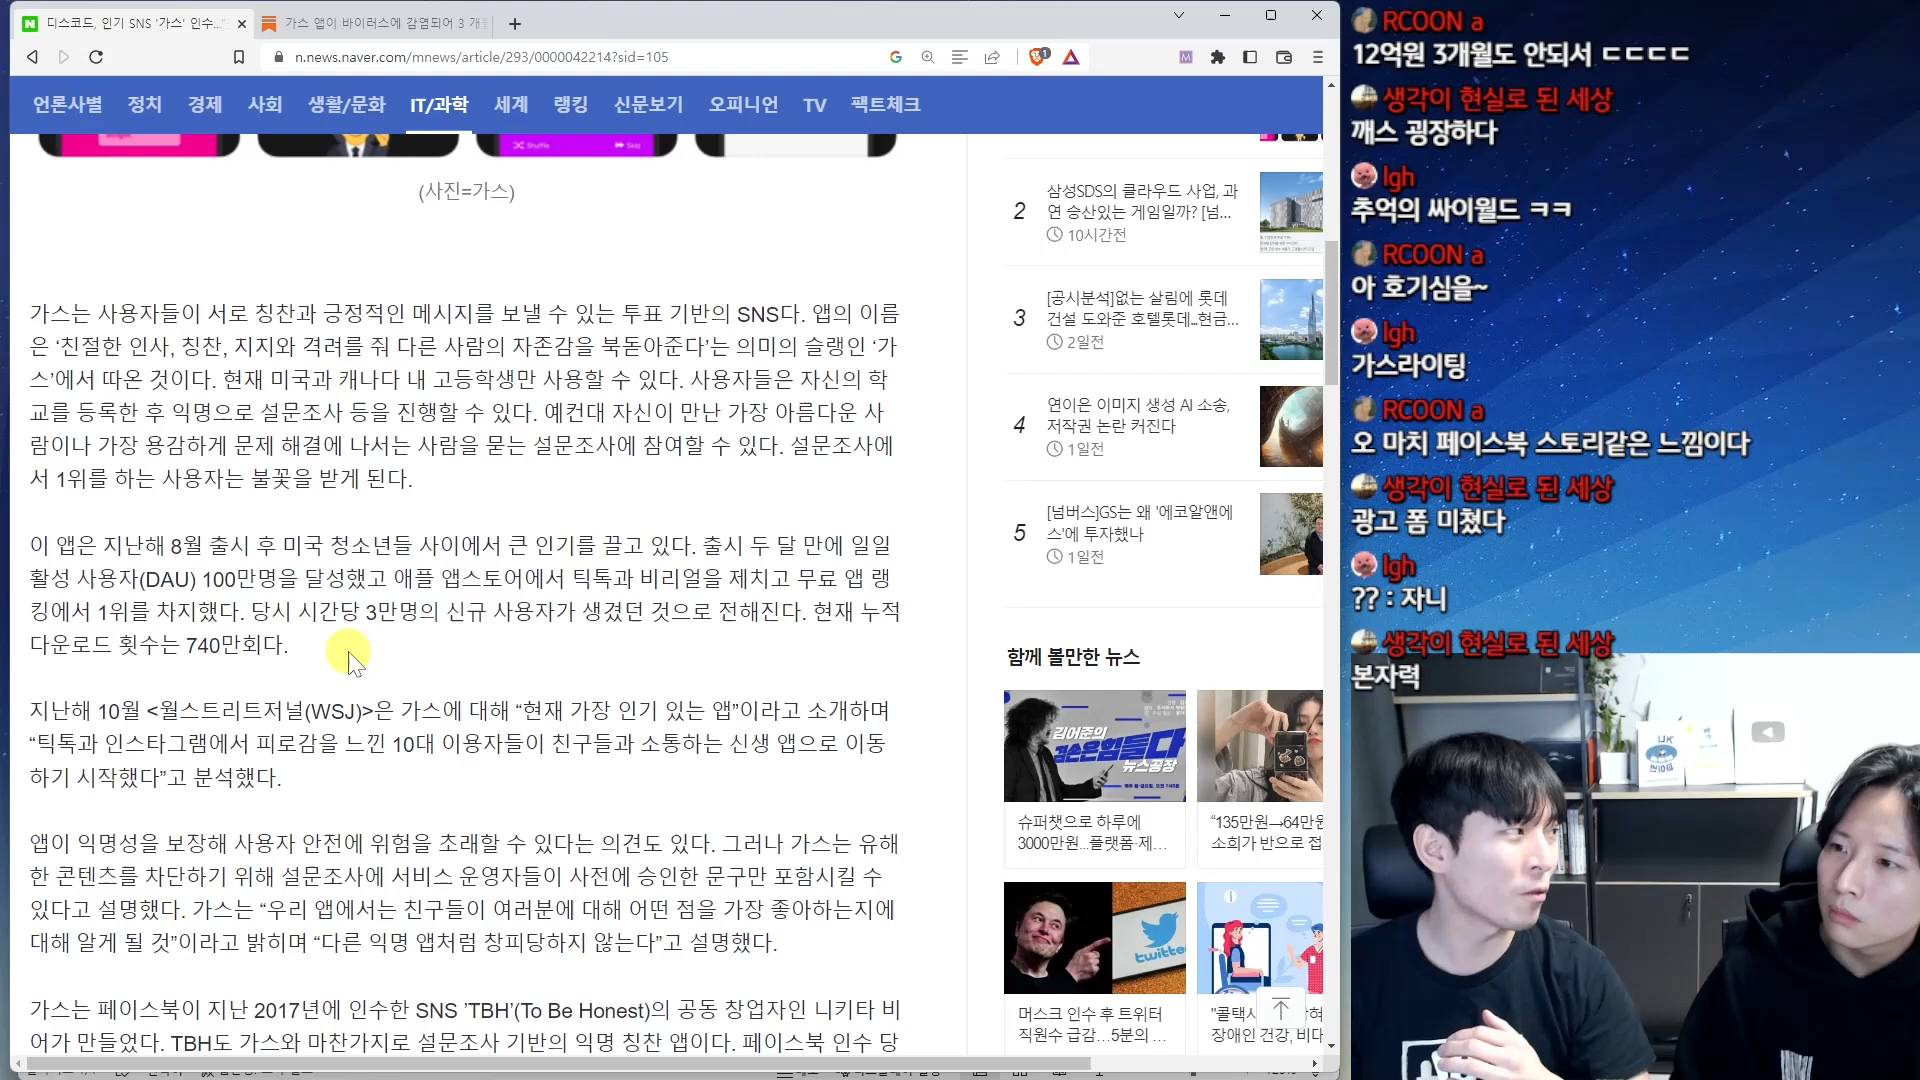 디스코드, 인기 SNS '가스' 인수...
가스 앱이 바이러스에 감염되어 3 개
n.news.naver.com/mnews/article/293/0000042214?sid=105
언론사별 정치 경제 사회 생활/문화 IT/과학 세계 랭킹 신문보기 오피니언 TV 팩트체크
Shuffle Skip
(사진=가스)
가스는 사용자들이 서로 칭찬과 긍정적인 메시지를 보낼 수 있는 투표 기반의 SNS다. 앱의 이름
은 ‘친절한 인사, 칭찬, 지지와 격려를 줘 다른 사람의 자존감을 북돋아준다’는 의미의 슬랭인 ‘가
스’에서 따온 것이다. 현재 미국과 캐나다 내 고등학생만 사용할 수 있다. 사용자들은 자신의 학
교를 등록한 후 익명으로 설문조사 등을 진행할 수 있다. 예컨대 자신이 만난 가장 아름다운 사
람이나 가장 용감하게 문제 해결에 나서는 사람을 묻는 설문조사에 참여할 수 있다. 설문조사에
서 1위를 하는 사용자는 불꽃을 받게 된다.
이 앱은 지난해 8월 출시 후 미국 청소년들 사이에서 큰 인기를 끌고 있다. 출시 두 달 만에 일일
활성 사용자(DAU) 100만명을 달성했고 애플 앱스토어에서 틱톡과 비리얼을 제치고 무료 앱 랭
킹에서 1위를 차지했다. 당시 시간당 3만명의 신규 사용자가 생겼던 것으로 전해진다. 현재 누적
다운로드 횟수는 740만회다.
지난해 10월 <월스트리트저널(WSJ)>은 가스에 대해 “현재 가장 인기 있는 앱”이라고 소개하며
“틱톡과 인스타그램에서 피로감을 느낀 10대 이용자들이 친구들과 소통하는 신생 앱으로 이동
하기 시작했다”고 분석했다.
앱이 익명성을 보장해 사용자 안전에 위험을 초래할 수 있다는 의견도 있다. 그러나 가스는 유해
한 콘텐츠를 차단하기 위해 설문조사에 서비스 운영자들이 사전에 승인한 문구만 포함시킬 수
있다고 설명했다. 가스는 “우리 앱에서는 친구들이 여러분에 대해 어떤 점을 가장 좋아하는지에
대해 알게 될 것”이라고 밝히며 “다른 익명 앱처럼 창피당하지 않는다”고 설명했다.
가스는 페이스북이 지난 2017년에 인수한 SNS ’TBH’(To Be Honest)의 공동 창업자인 니키타 비
어가 만들었다. TBH도 가스와 마찬가지로 설문조사 기반의 익명 칭찬 앱이다. 페이스북 인수 당
2
삼성SDS의 클라우드 사업, 과
연 승산있는 게임일까? [넘...
10시간전
3
[공시분석]없는 살림에 롯데
건설 도와준 호텔롯데...현금...
2일전
4
연이은 이미지 생성 AI 소송,
저작권 논란 커진다
1일전
5
[넘버스]GS는 왜 '에코알앤에
스'에 투자했나
1일전
함께 볼만한 뉴스
김어준의
겸손은힘들다
뉴스공장
슈퍼챗으로 하루에
3000만원...플랫폼·제...
“135만원→64만원
소희가 반으로 접
twitter
머스크 인수 후 트위터
직원수 급감…5분의 ...
"콜택시
장애인 건강, 비다
RCOON a
12억원 3개월도 안되서 ㄷㄷㄷㄷ
생각이 현실로 된 세상
깨스 굉장하다
lgh
추억의 싸이월드 ㅋㅋ
RCOON a
아 호기심을~
lgh
가스라이팅
RCOON a
오 마치 페이스북 스토리같은 느낌이다
생각이 현실로 된 세상
광고 폼 미쳤다
lgh
?? : 자니
생각이 현실로 된 세상
본자력